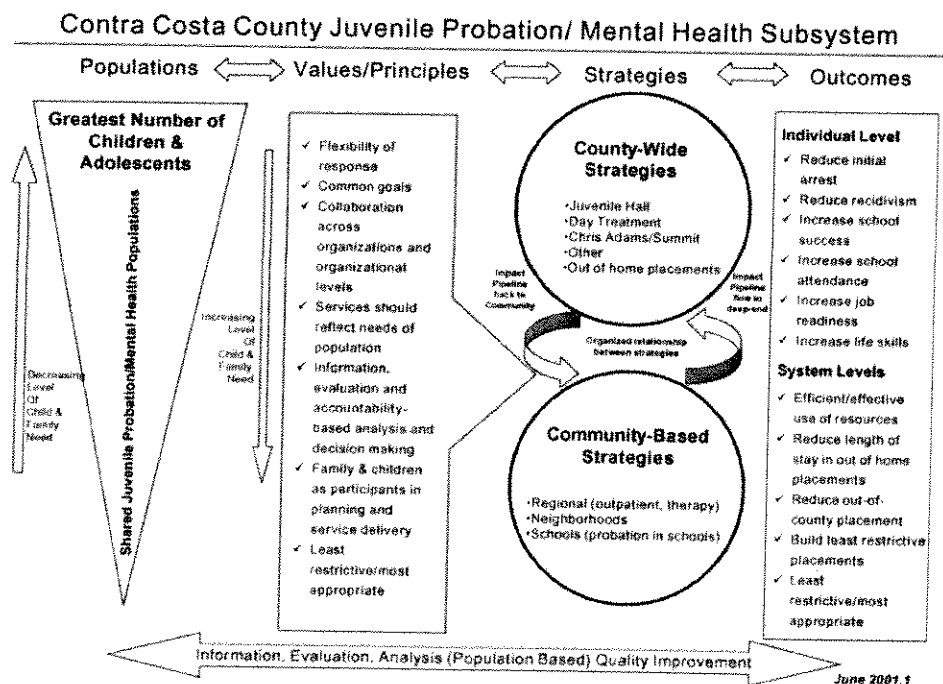 Contra Costa County Juvenile Probation/ Mental Health Subsystem
Populations
Values/Principles
Strategies
Outcomes
Greatest Number of
Children &
Adolescents
Shared Juvenile Probation/Mental Health Populations
Decreasing
Level
Of
Child &
Family
Need
Increasing
Level
Of
Child &
Family
Need
✓ Flexibility of
response
✓ Common goals
✓ Collaboration
across
organizations and
organizational
levels
✓ Services should
reflect needs of
population
✓ Information,
evaluation and
accountability-
based analysis and
decision making
✓ Family & children
as participants in
planning and
service delivery
✓ Least
restrictive/most
appropriate
County-Wide
Strategies
•Juvenile Hall
•Day Treatment
•Chris Adams/Summit
•Other
•Out of home placements
Impact
Pipeline
back to
Community
Impact
Pipeline
flow in
deep-end
Organized relationship
between strategies
Community-Based
Strategies
•Regional (outpatient, therapy)
•Neighborhoods
•Schools (probation in schools)
Individual Level
✓ Reduce initial
arrest
✓ Reduce recidivism
✓ Increase school
success
✓ Increase school
attendance
✓ Increase job
readiness
✓ Increase life skills
System Levels
✓ Efficient/effective
use of resources
✓ Reduce length of
stay in out of home
placements
✓ Reduce out-of-
county placement
✓ Build least restrictive
placements
✓ Least
restrictive/most
appropriate
Information, Evaluation, Analysis (Population Based) Quality Improvement
June 2001.1